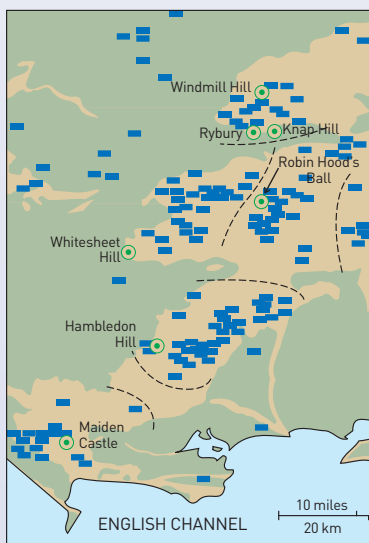 Windmill Hill
Rybury
Knap Hill
Robin Hood's
Ball
Whitesheet
Hill
Hambledon
Hill
Maiden
Castle
ENGLISH CHANNEL
10 miles
20 km